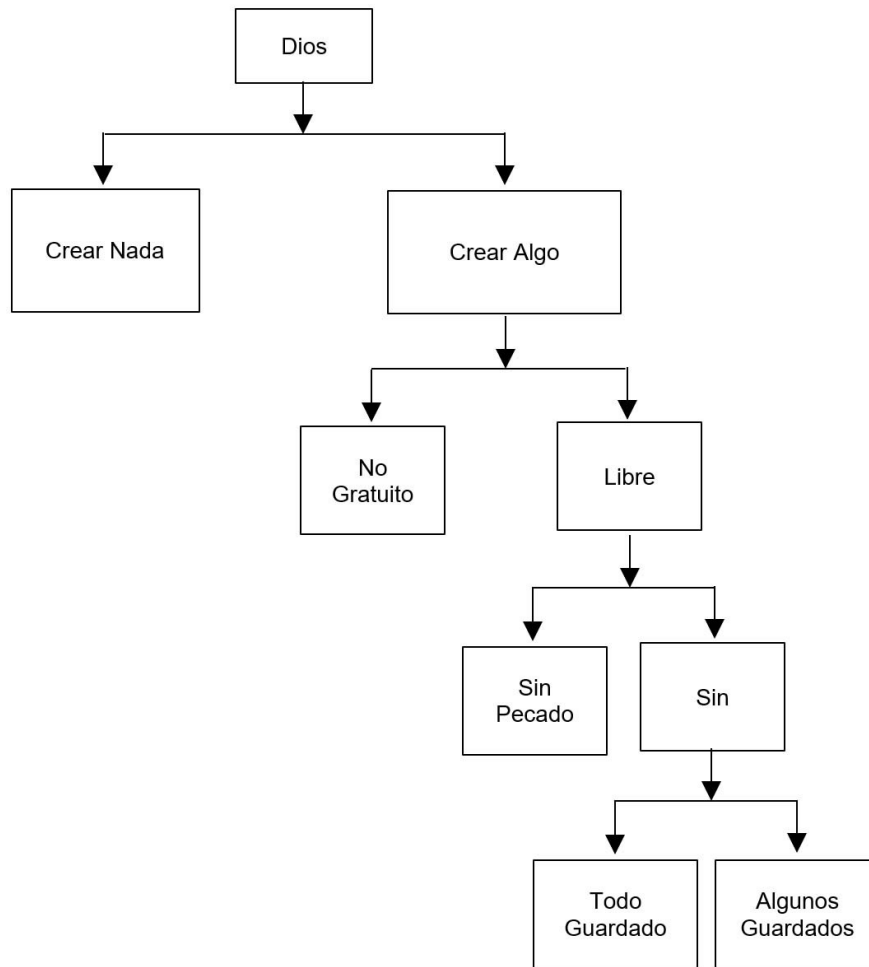 Dios
Crear Nada
Crear Algo
No
Gratuito
Libre
Sin
Pecado
Sin
Todo
Guardado
Algunos
Guardados